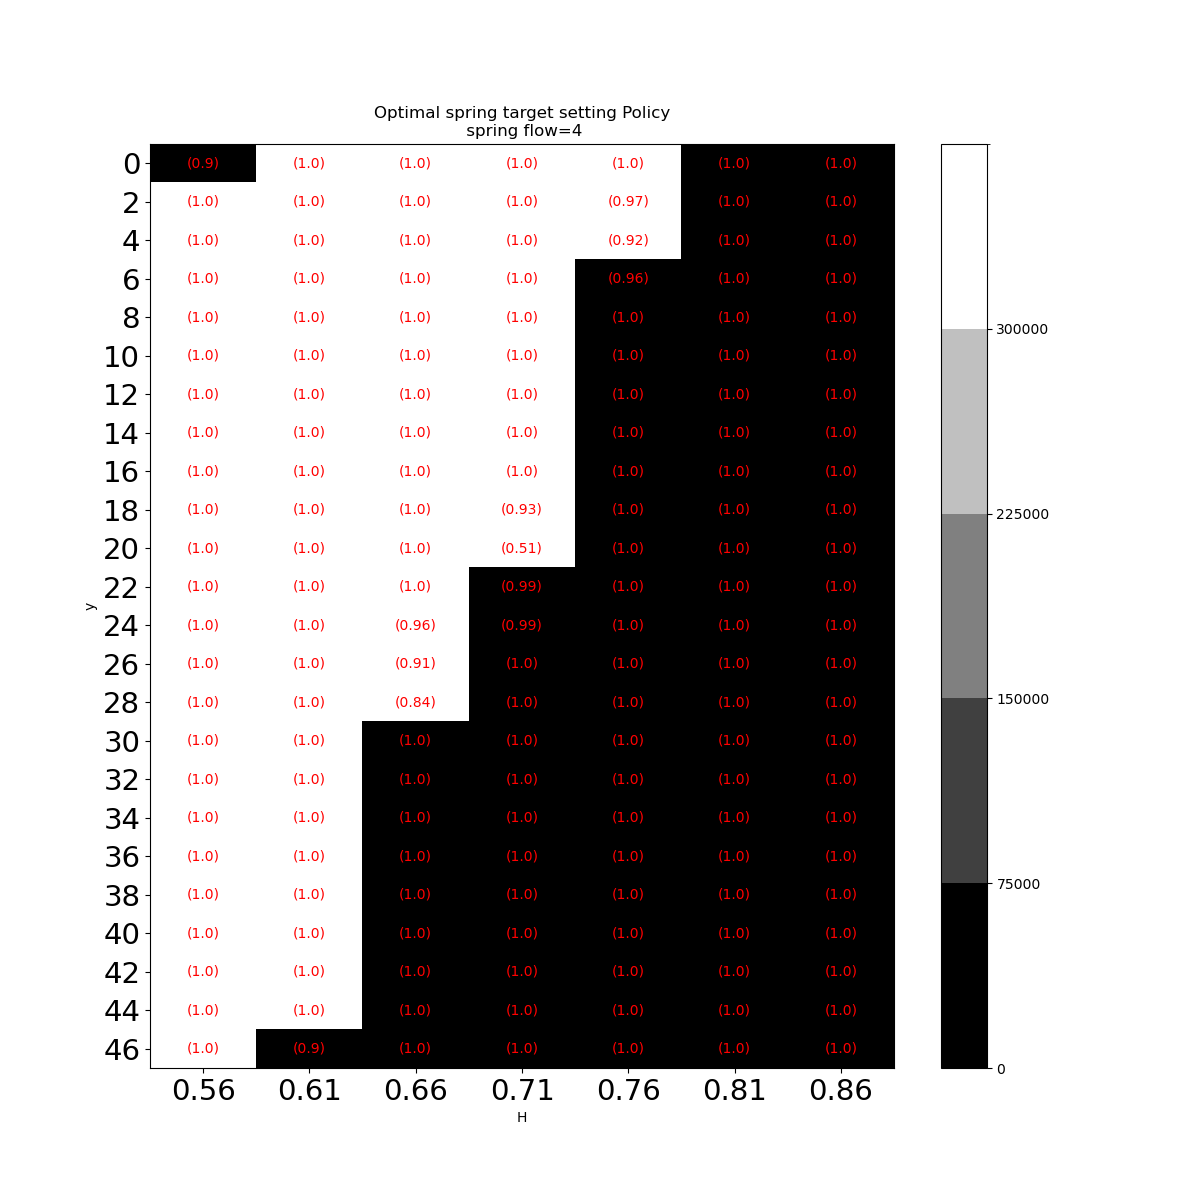 Optimal spring target setting Policy
spring flow=4
0 (0.9) (1.0) (1.0) (1.0) (1.0) (1.0) (1.0)
2 (1.0) (1.0) (1.0) (1.0) (0.97) (1.0) (1.0)
4 (1.0) (1.0) (1.0) (1.0) (0.92) (1.0) (1.0)
6 (1.0) (1.0) (1.0) (1.0) (0.96) (1.0) (1.0)
8 (1.0) (1.0) (1.0) (1.0) (1.0) (1.0) (1.0)
10 (1.0) (1.0) (1.0) (1.0) (1.0) (1.0) (1.0)
12 (1.0) (1.0) (1.0) (1.0) (1.0) (1.0) (1.0)
14 (1.0) (1.0) (1.0) (1.0) (1.0) (1.0) (1.0)
16 (1.0) (1.0) (1.0) (1.0) (1.0) (1.0) (1.0)
18 (1.0) (1.0) (1.0) (0.93) (1.0) (1.0) (1.0)
20 (1.0) (1.0) (1.0) (0.51) (1.0) (1.0) (1.0)
22 (1.0) (1.0) (1.0) (0.99) (1.0) (1.0) (1.0)
y
24 (1.0) (1.0) (0.96) (0.99) (1.0) (1.0) (1.0)
26 (1.0) (1.0) (0.91) (1.0) (1.0) (1.0) (1.0)
28 (1.0) (1.0) (0.84) (1.0) (1.0) (1.0) (1.0)
30 (1.0) (1.0) (1.0) (1.0) (1.0) (1.0) (1.0)
32 (1.0) (1.0) (1.0) (1.0) (1.0) (1.0) (1.0)
34 (1.0) (1.0) (1.0) (1.0) (1.0) (1.0) (1.0)
36 (1.0) (1.0) (1.0) (1.0) (1.0) (1.0) (1.0)
38 (1.0) (1.0) (1.0) (1.0) (1.0) (1.0) (1.0)
40 (1.0) (1.0) (1.0) (1.0) (1.0) (1.0) (1.0)
42 (1.0) (1.0) (1.0) (1.0) (1.0) (1.0) (1.0)
44 (1.0) (1.0) (1.0) (1.0) (1.0) (1.0) (1.0)
46 (1.0) (0.9) (1.0) (1.0) (1.0) (1.0) (1.0)
0.56 0.61 0.66 0.71 0.76 0.81 0.86
H
300000
225000
150000
75000
0